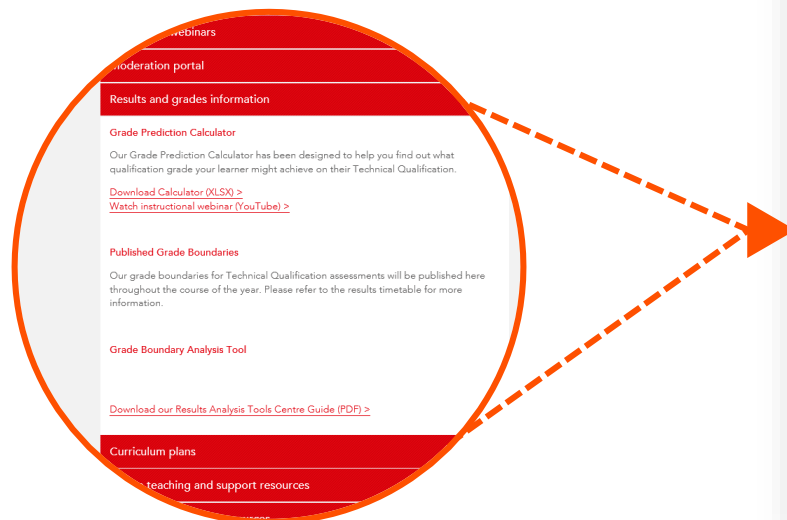 webinars
Moderation portal
Results and grades information
Grade Prediction Calculator
Our Grade Prediction Calculator has been designed to help you find out what
qualification grade your learner might achieve on their Technical Qualification.
Download Calculator (XLSX) >
Watch instructional webinar (YouTube) >
Published Grade Boundaries
Our grade boundaries for Technical Qualification assessments will be published here
throughout the course of the year. Please refer to the results timetable for more
information.
Grade Boundary Analysis Tool
Download our Results Analysis Tools Centre Guide (PDF) >
Curriculum plans
teaching and support resources